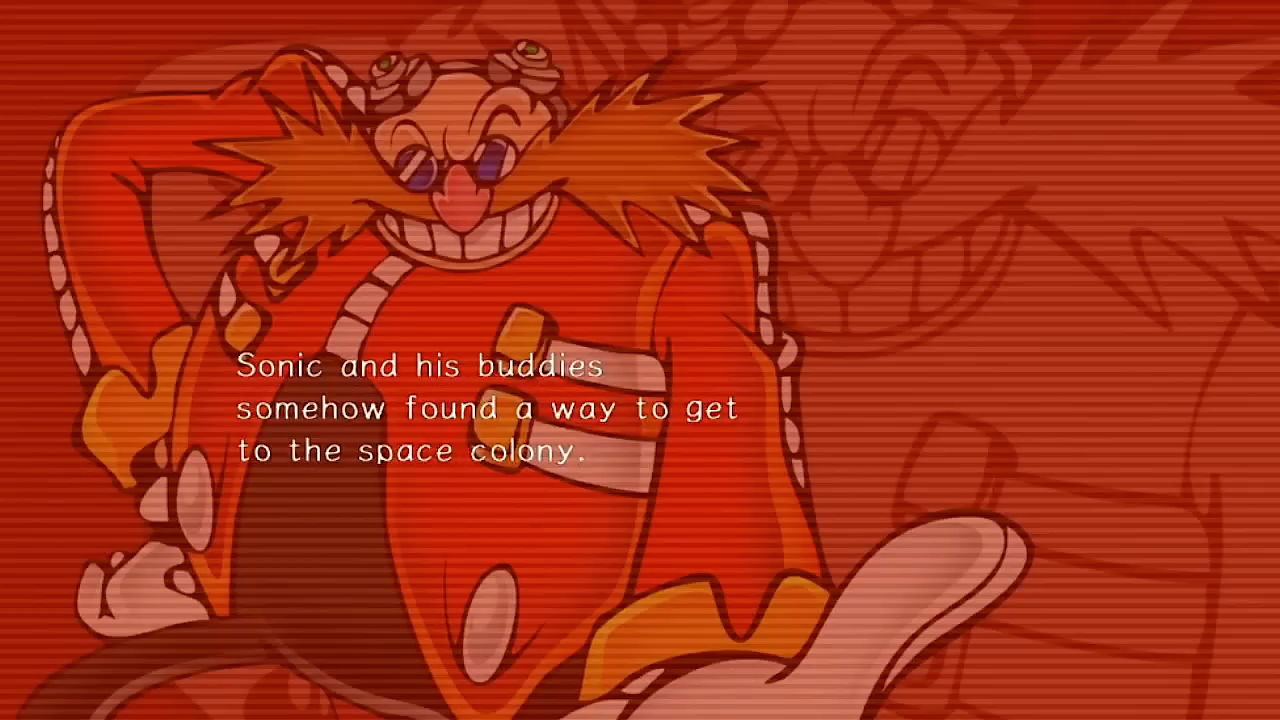 Sonic and his buddies
somehow found a way to get
to the space colony.